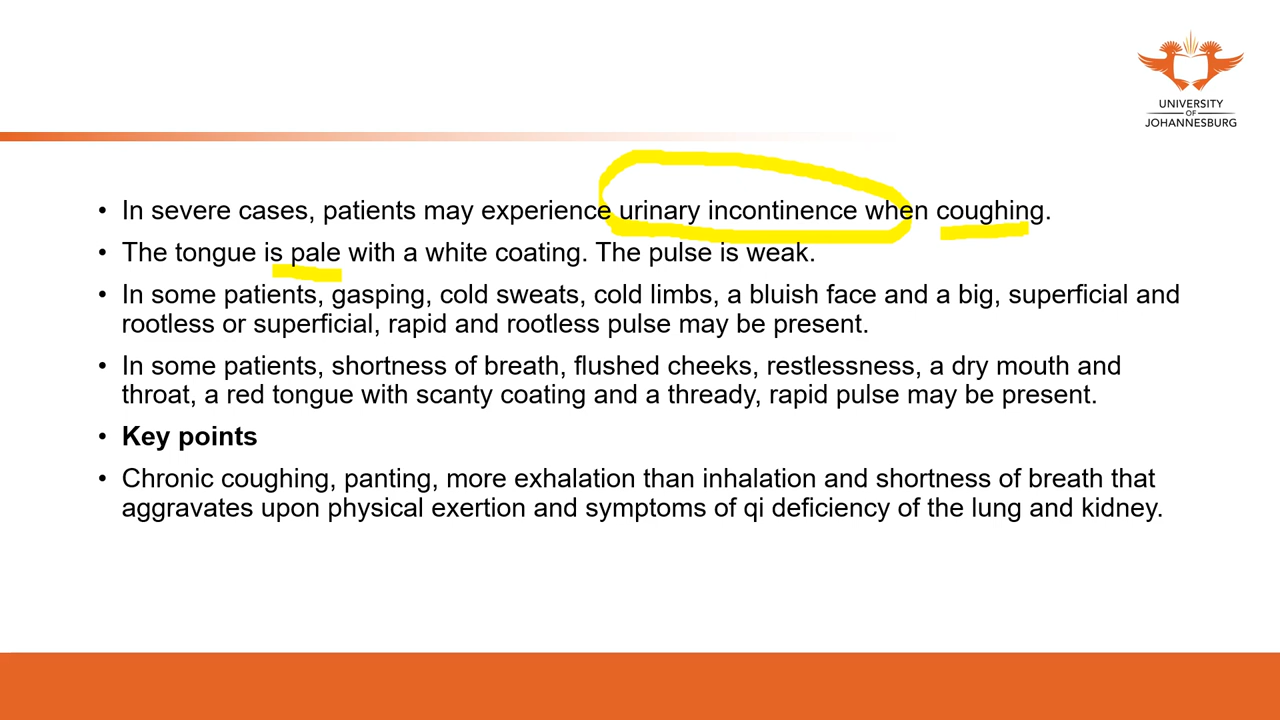 UNIVERSITY
OF
JOHANNESBURG
• In severe cases, patients may experience urinary incontinence when coughing.
• The tongue is pale with a white coating. The pulse is weak.
• In some patients, gasping, cold sweats, cold limbs, a bluish face and a big, superficial and
rootless or superficial, rapid and rootless pulse may be present.
• In some patients, shortness of breath, flushed cheeks, restlessness, a dry mouth and
throat, a red tongue with scanty coating and a thready, rapid pulse may be present.
• Key points
• Chronic coughing, panting, more exhalation than inhalation and shortness of breath that
aggravates upon physical exertion and symptoms of qi deficiency of the lung and kidney.